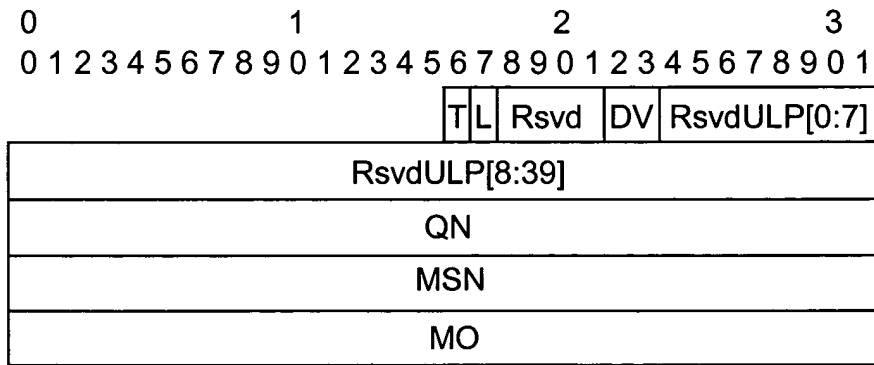 0 1 2 3
0 1 2 3 4 5 6 7 8 9 0 1 2 3 4 5 6 7 8 9 0 1 2 3 4 5 6 7 8 9 0 1
T L Rsvd DV RsvdULP[0:7]
RsvdULP[8:39]
QN
MSN
MO